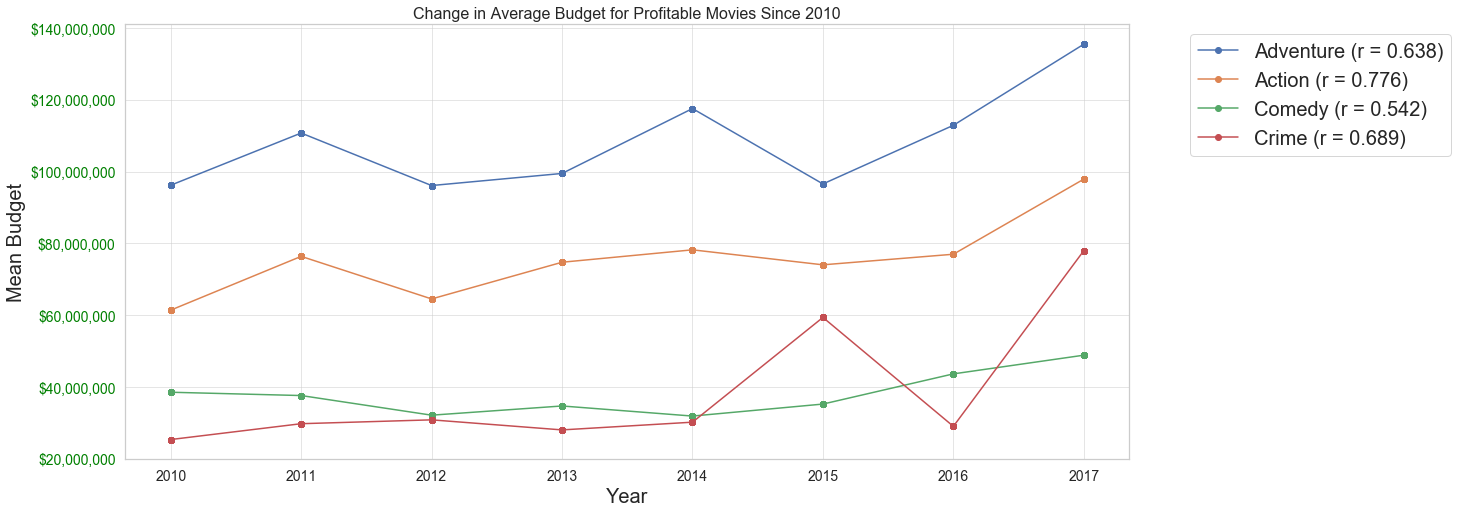 Change in Average Budget for Profitable Movies Since 2010
$140,000,000
$120,000,000
$100,000,000
$80,000,000
$60,000,000
$40,000,000
$20,000,000
Mean Budget
2010 2011 2012 2013 2014 2015 2016 2017
Year
Adventure (r = 0.638)
Action (r = 0.776)
Comedy (r = 0.542)
Crime (r = 0.689)